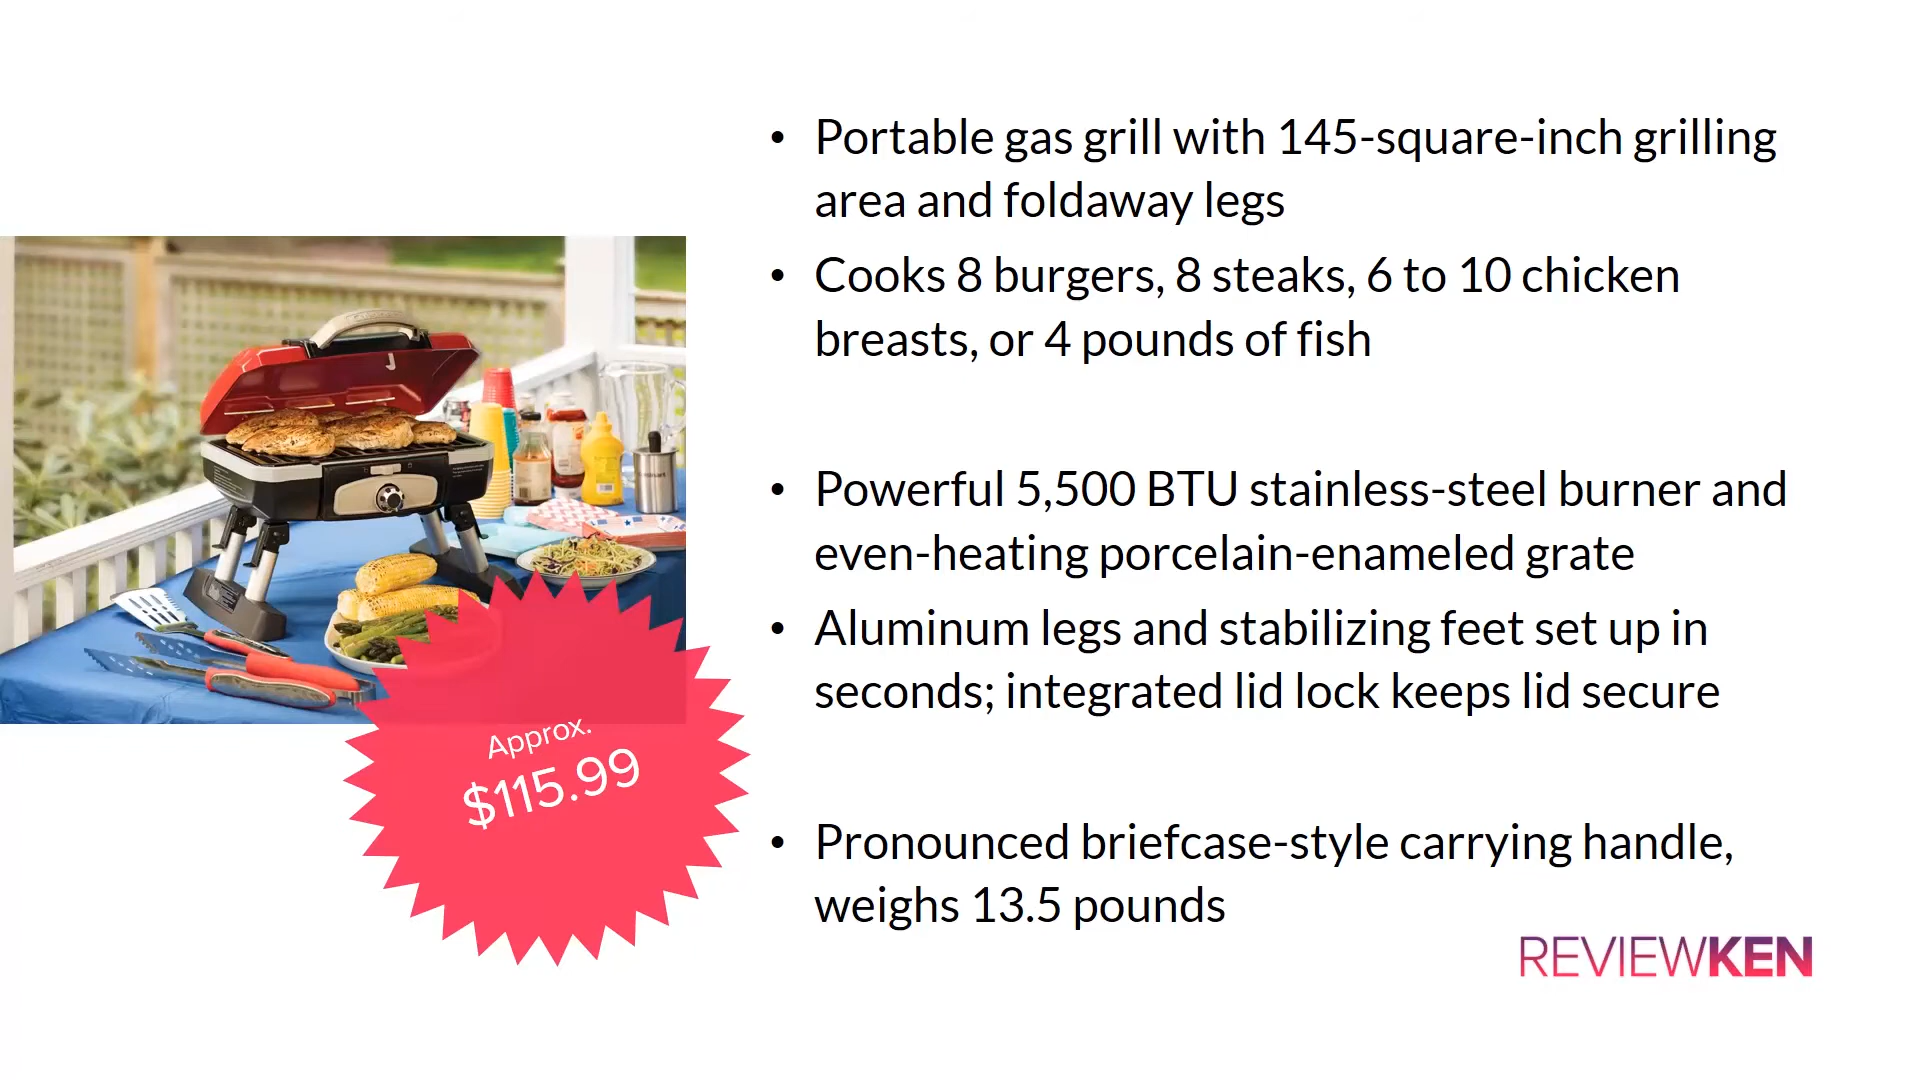 • Portable gas grill with 145-square-inch grilling
area and foldaway legs
• Cooks 8 burgers, 8 steaks, 6 to 10 chicken
breasts, or 4 pounds of fish
• Powerful 5,500 BTU stainless-steel burner and
even-heating porcelain-enameled grate
• Aluminum legs and stabilizing feet set up in
seconds; integrated lid lock keeps lid secure
• Pronounced briefcase-style carrying handle,
weighs 13.5 pounds
Approx.
$115.99
REVIEWKEN